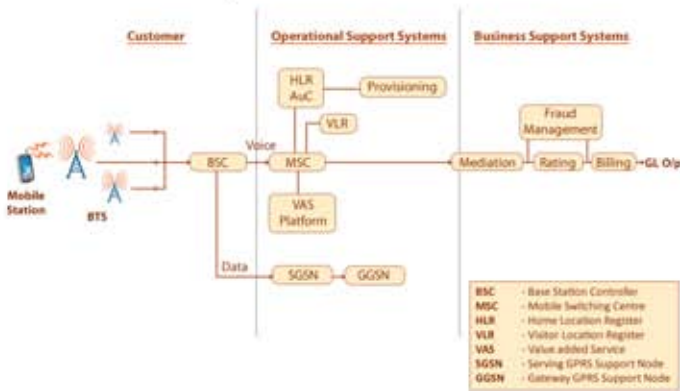 Customer
Operational Support Systems
Business Support Systems
HLR
AuC
Provisioning
VLR
Fraud
Management
Voice
BSC
MSC
Mediation
Rating
Billing
GL O/p
Mobile
Station
BTS
VAS
Platform
Data
SGSN
GGSN
BSC - Base Station Controller
MSC - Mobile Switching Centre
HLR - Home Location Register
VLR - Visitor Location Register
VAS - Value added Service
SGSN - Serving GPRS Support Node
GGSN - Gateway GPRS Support Node